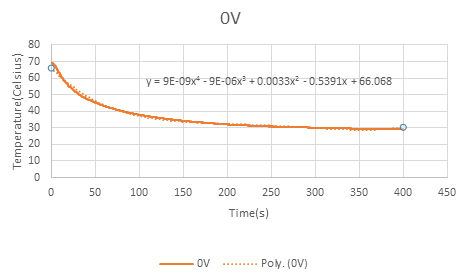 0V
Temperature(Celsius)
80
70
60
50
40
30
20
10
0
y = 9E-09x⁴ - 9E-06x³ + 0.0033x² - 0.5391x + 66.068
0 50 100 150 200 250 300 350 400 450
Time(s)
0V Poly. (0V)